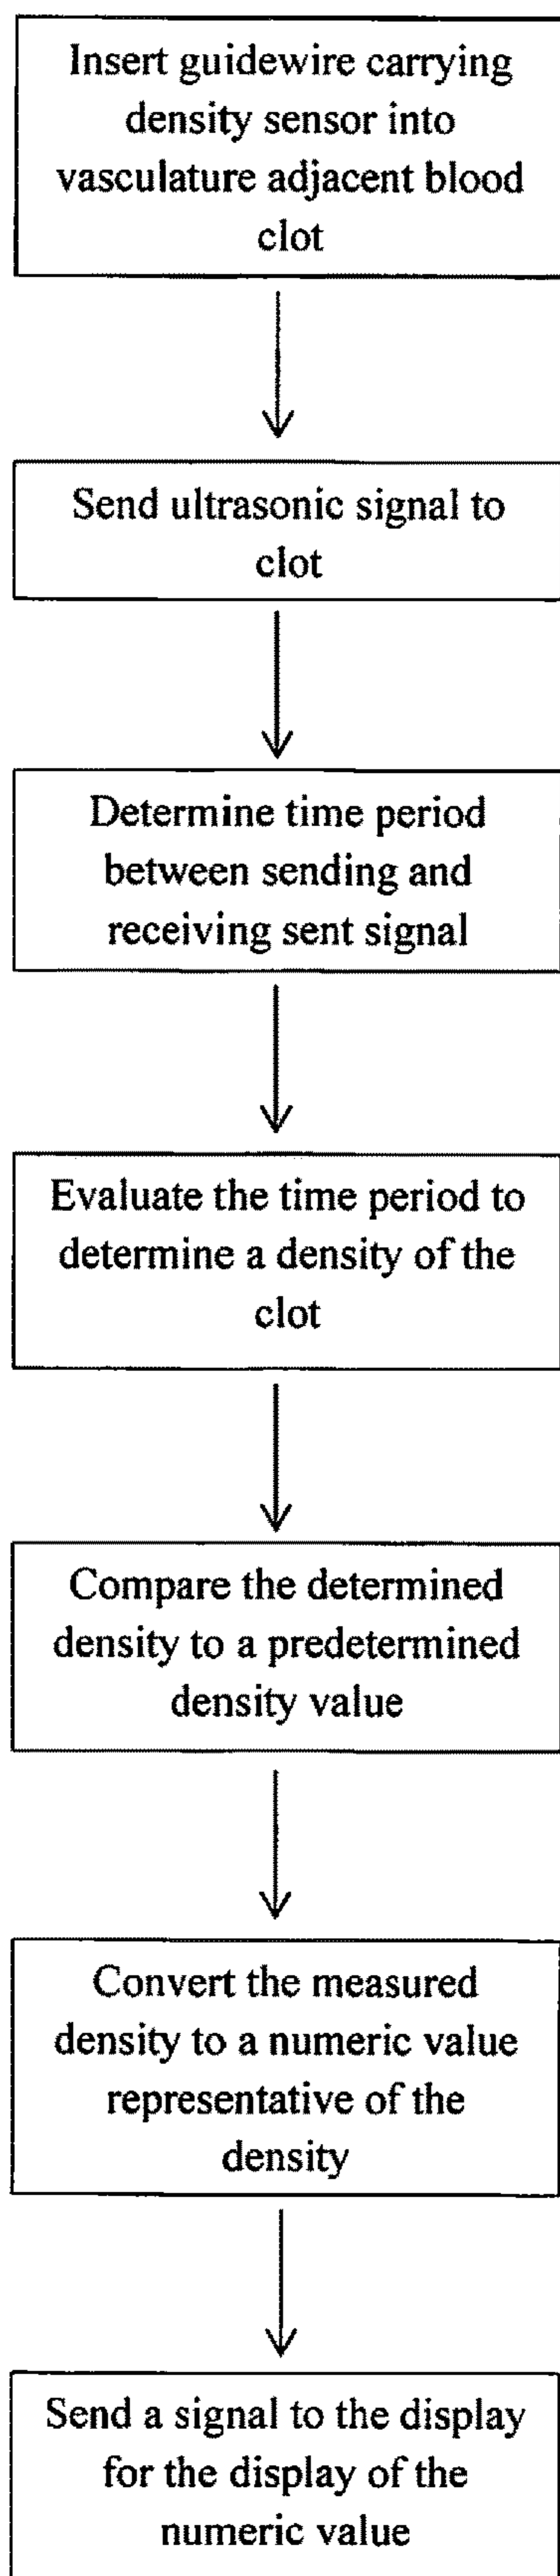 Insert guidewire carrying
density sensor into
vasculature adjacent blood
clot
Send ultrasonic signal to
clot
Determine time period
between sending and
receiving sent signal
Evaluate the time period to
determine a density of the
clot
Compare the determined
density to a predetermined
density value
Convert the measured
density to a numeric value
representative of the
density
Send a signal to the display
for the display of the
numeric value